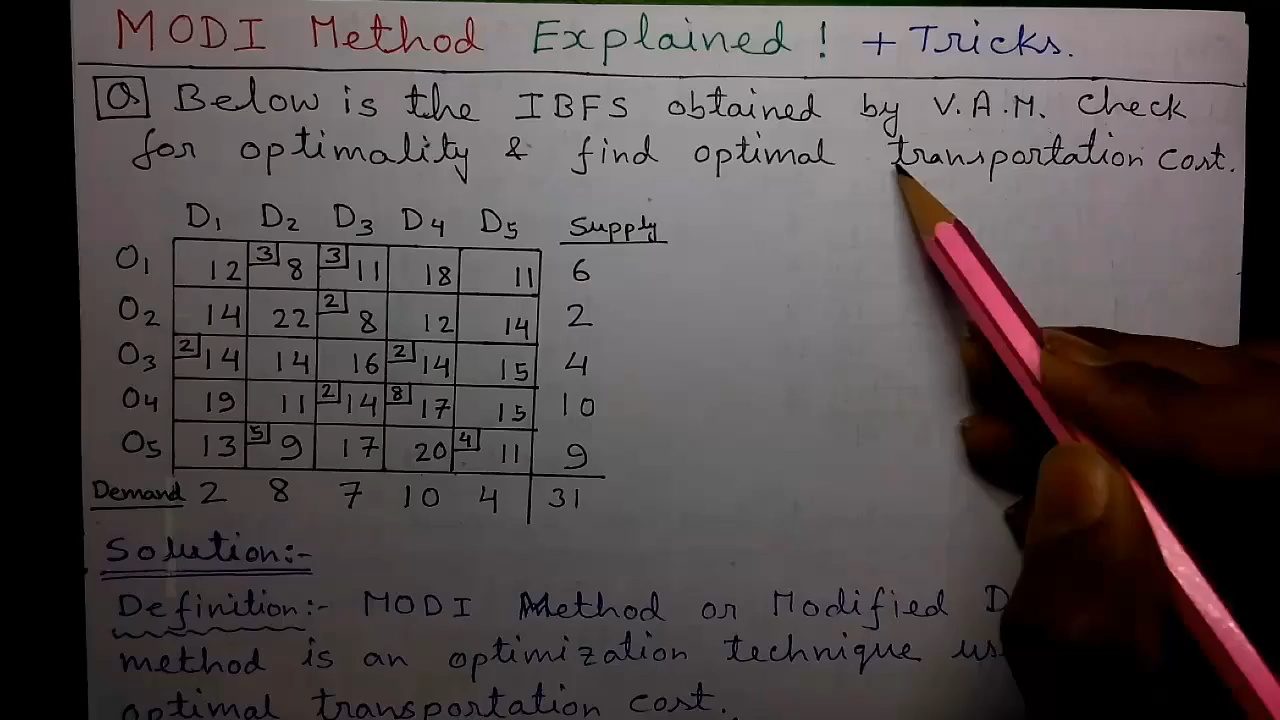 MODI Method Explained! + Tricks.
Q. Below is the IBFS obtained by V.A.M. Check
for optimality & find optimal transportation cost.
D1 D2 D3 D4 D5 Supply
O1 12 3 8 3 11 18 11 6
O2 14 22 2 8 12 14 2
O3 2 14 14 16 2 14 15 4
O4 19 11 2 14 8 17 15 10
O5 13 5 9 17 20 4 11 9
Demand 2 8 7 10 4 31
Solution:-
Definition:- MODI Method or Modified D
method is an optimization technique us
optimal transportation cost.